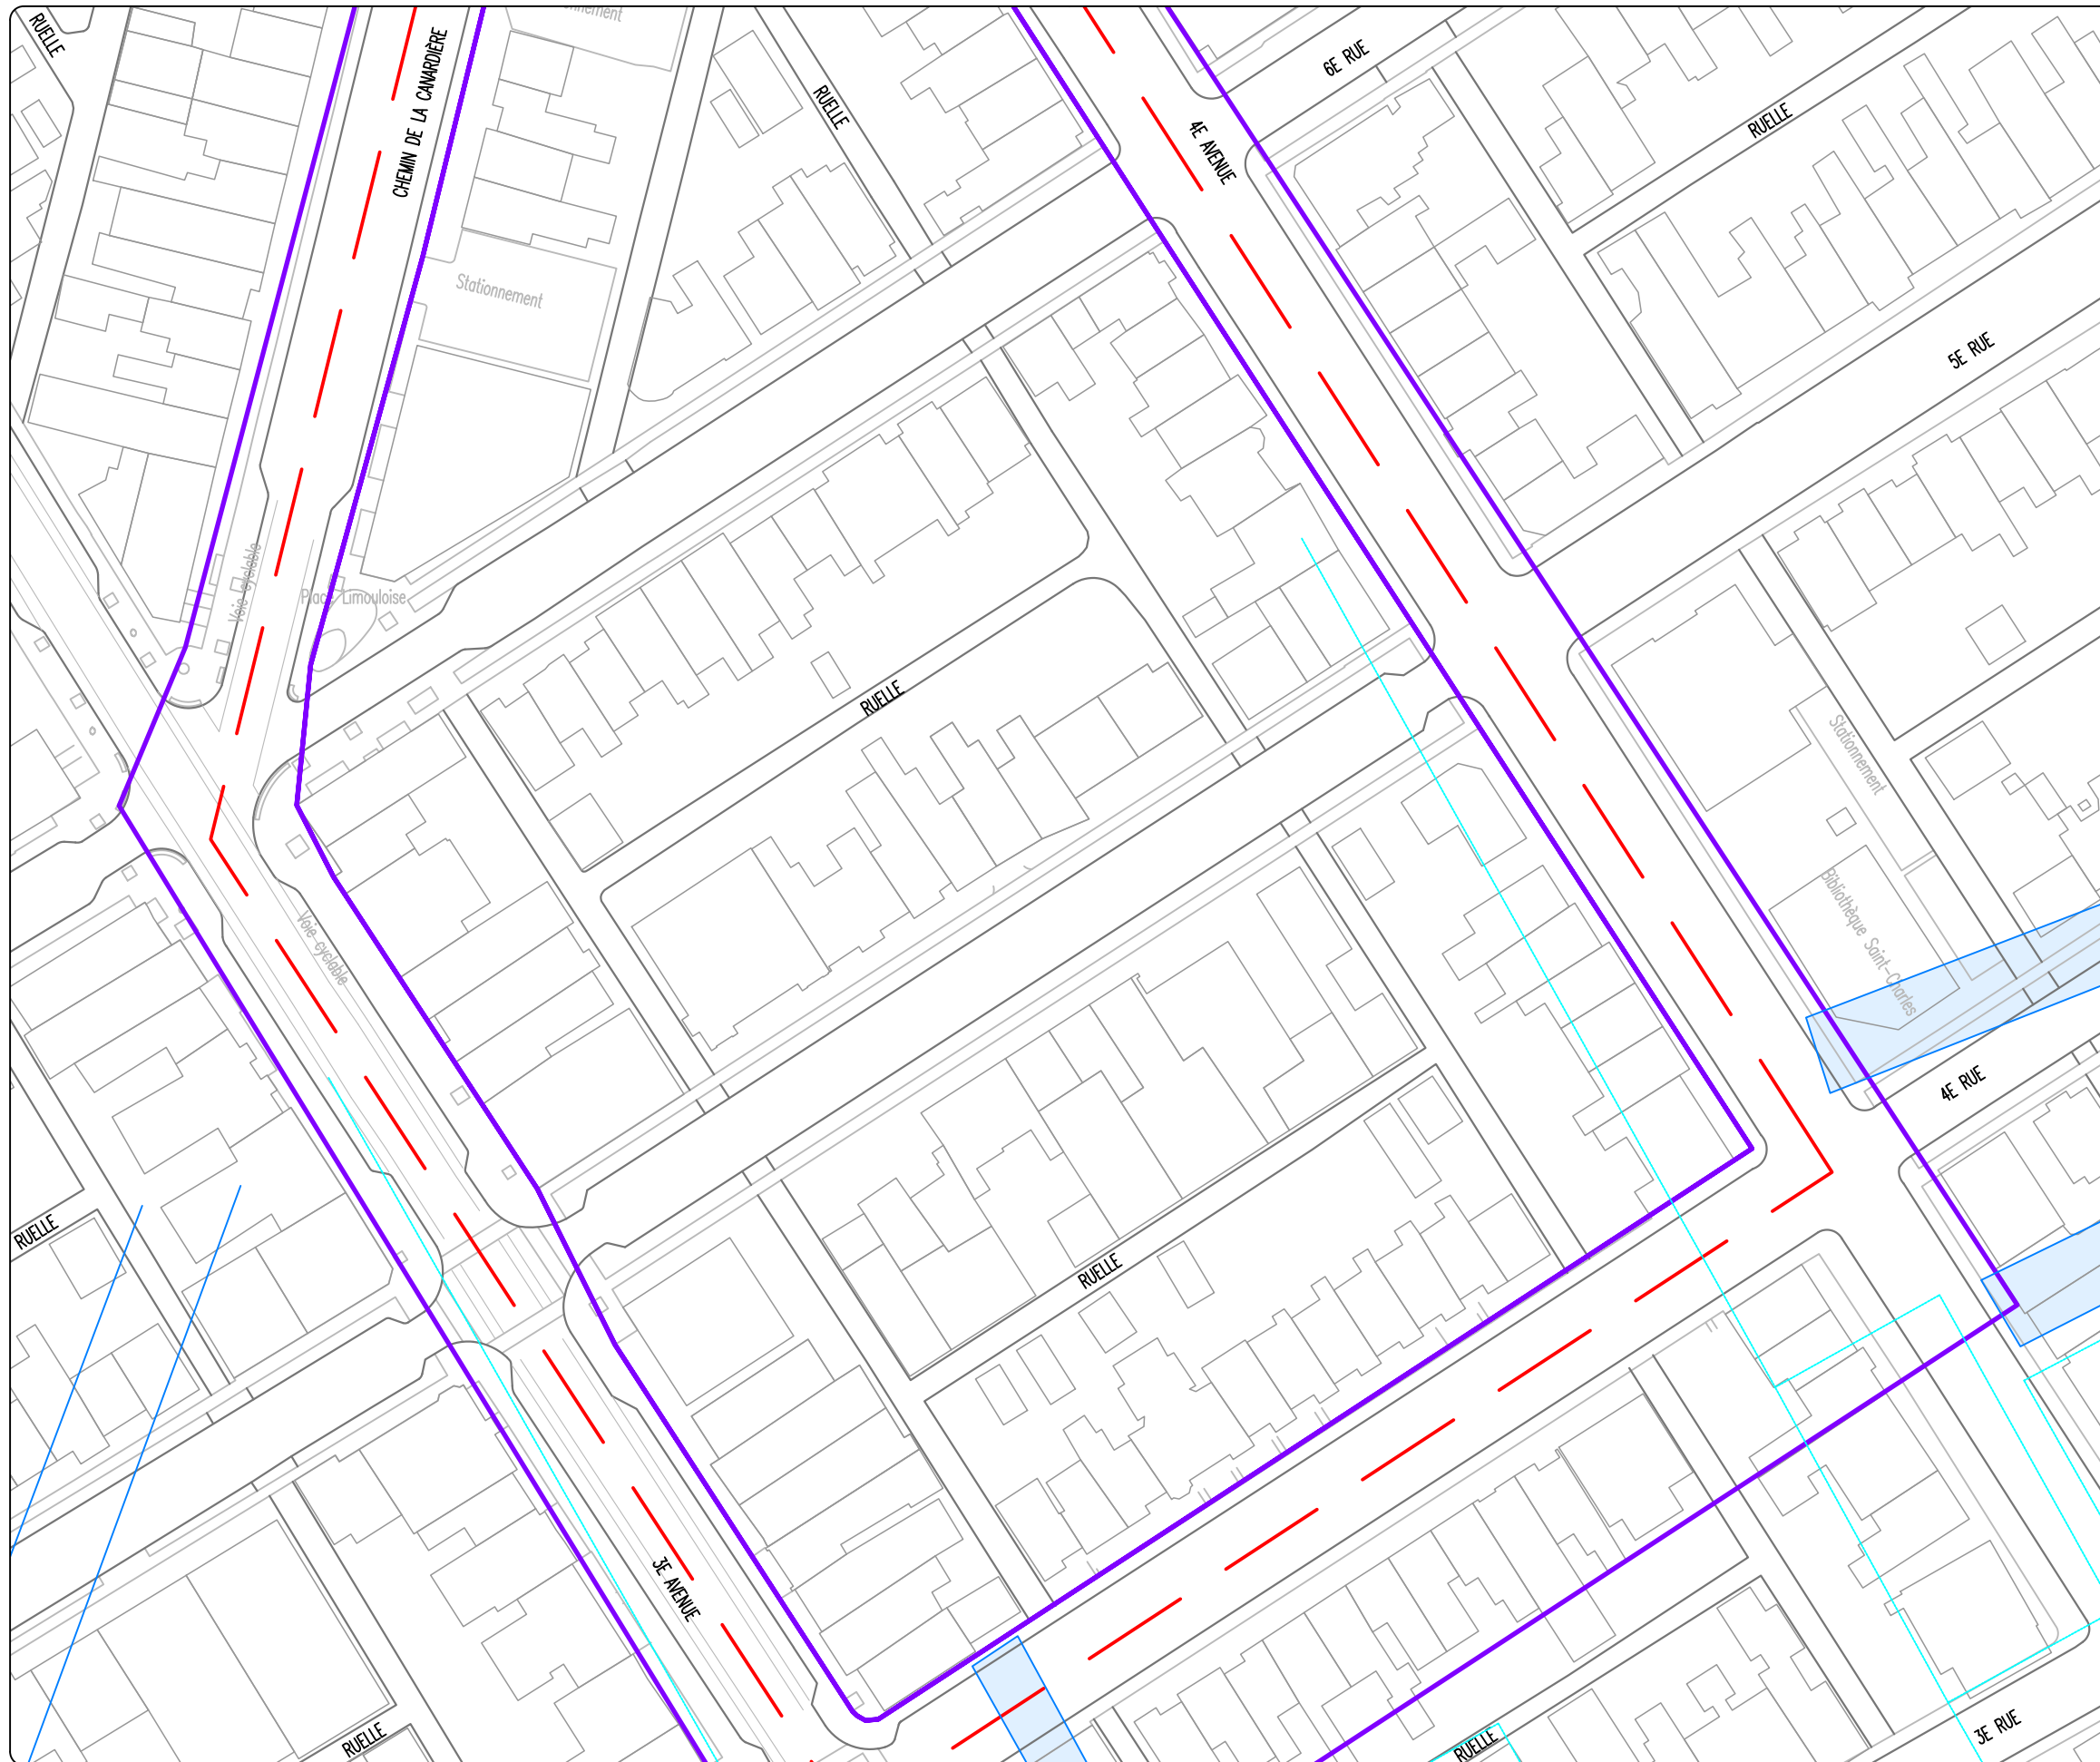 RUELLE
CHEMIN DE LA CANARDIÈRE
RUELLE
6E RUE
4E AVENUE
RUELLE
Stationnement
5E RUE
Voie cyclable
Place Limouloise
RUELLE
Stationnement
Bibliothèque Saint-Charles
Voie cyclable
4E RUE
RUELLE
RUELLE
3E AVENUE
RUELLE
RUELLE
3E RUE